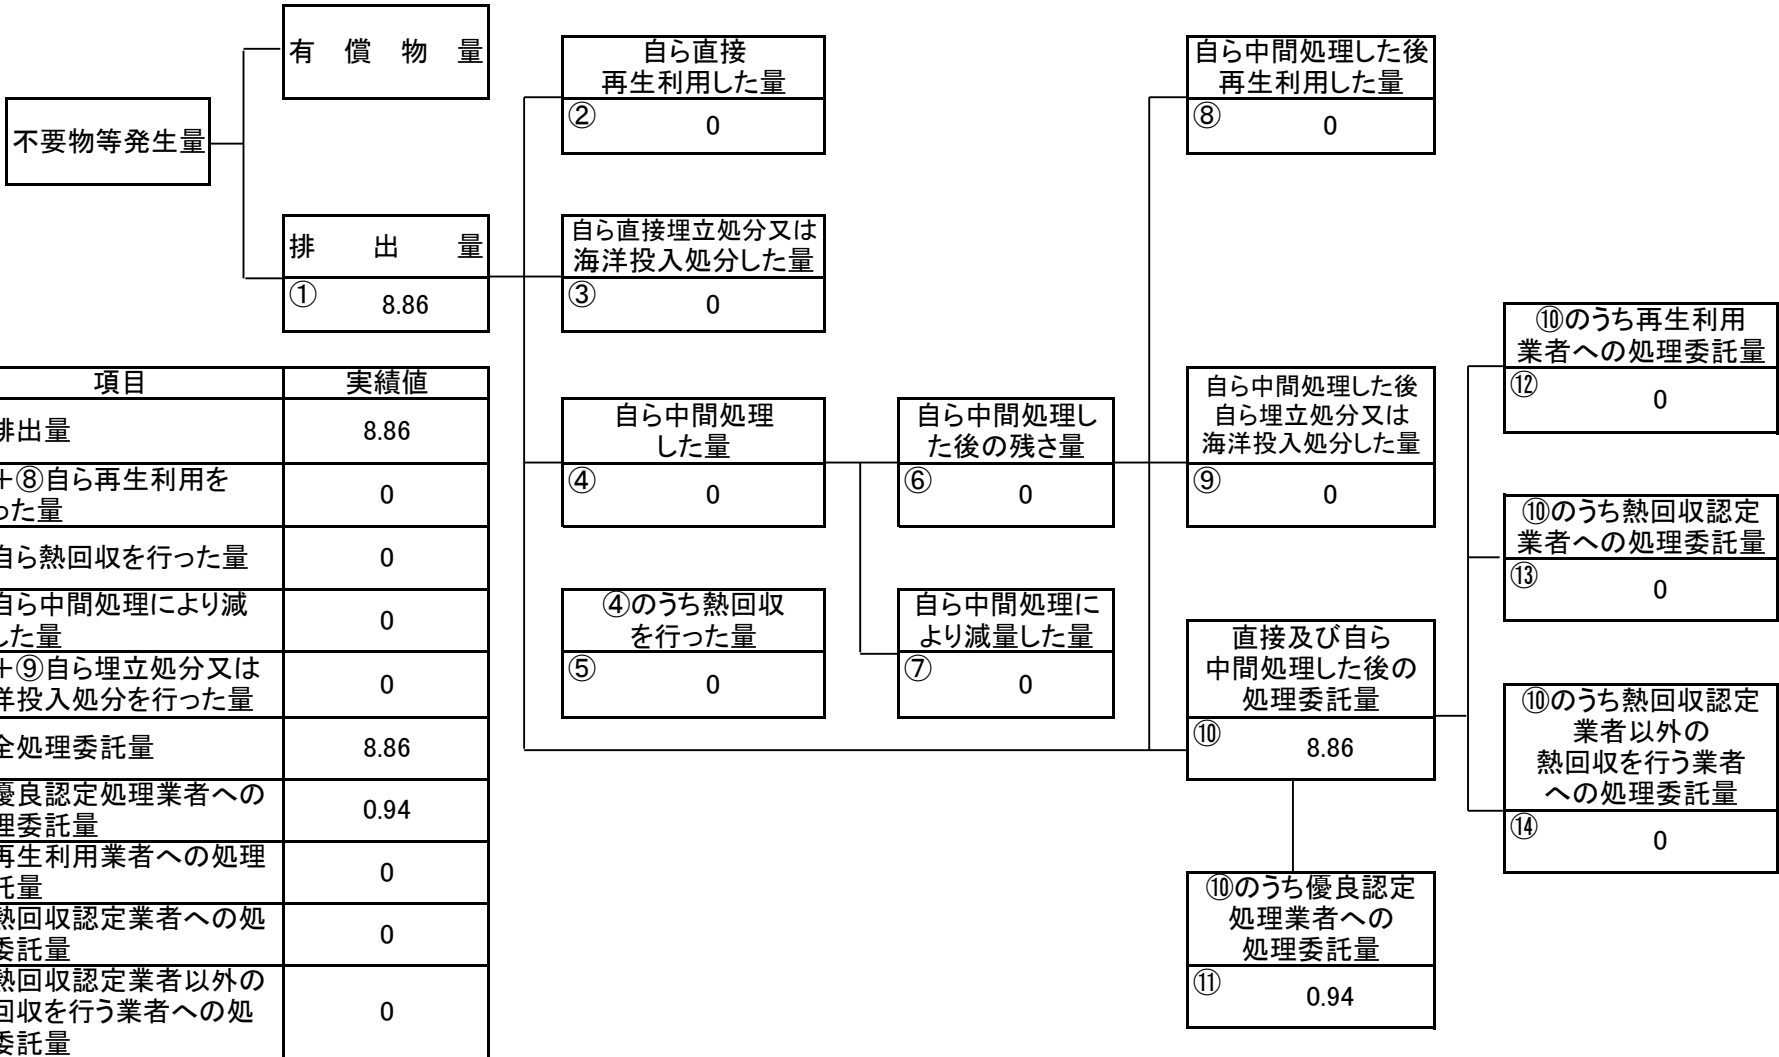 有償物量
不要物等発生量
排出量
① 8.86
自ら直接
再生利用した量
② 0
自ら直接埋立処分又は
海洋投入処分した量
③ 0
自ら中間処理
した量
④ 0
④のうち熱回収
を行った量
⑤ 0
自ら中間処理し
た後の残さ量
⑥ 0
自ら中間処理に
より減量した量
⑦ 0
自ら中間処理した後
再生利用した量
⑧ 0
自ら中間処理した後
自ら埋立処分又は
海洋投入処分した量
⑨ 0
直接及び自ら
中間処理した後の
処理委託量
⑩ 8.86
⑩のうち優良認定
処理業者への
処理委託量
⑪ 0.94
⑩のうち再生利用
業者への処理委託量
⑫ 0
⑩のうち熱回収認定
業者への処理委託量
⑬ 0
⑩のうち熱回収認定
業者以外の
熱回収を行う業者
への処理委託量
⑭ 0
項目 実績値
排出量 8.86
+⑧自ら再生利用を
った量 0
自ら熱回収を行った量 0
自ら中間処理により減
した量 0
+⑨自ら埋立処分又は
洋投入処分を行った量 0
全処理委託量 8.86
優良認定処理業者への
理委託量 0.94
再生利用業者への処理
託量 0
熱回収認定業者への処
委託量 0
熱回収認定業者以外の
回収を行う業者への処
委託量 0